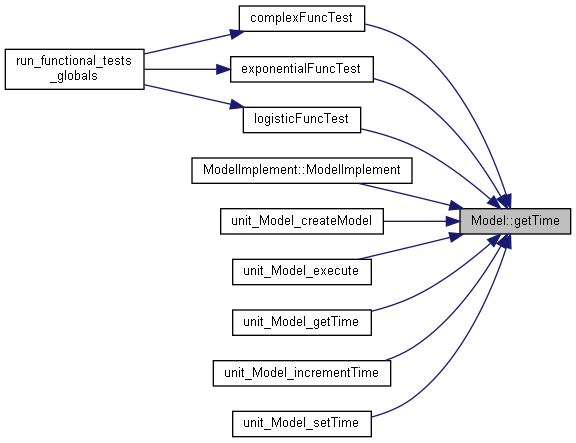 complexFuncTest
run_functional_tests
_globals
exponentialFuncTest
logisticFuncTest
ModelImplement::ModelImplement
unit_Model_createModel
Model::getTime
unit_Model_execute
unit_Model_getTime
unit_Model_incrementTime
unit_Model_setTime